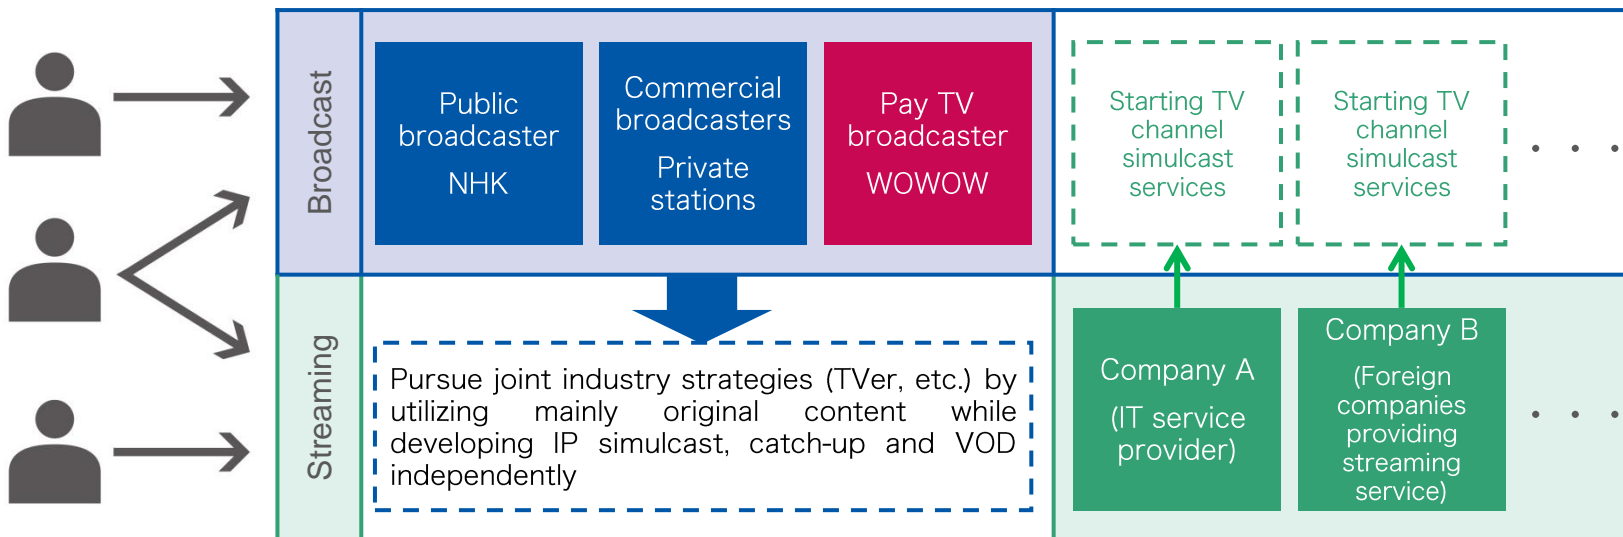 Broadcast
Public
broadcaster
NHK
Commercial
broadcasters
Private
stations
Pay TV
broadcaster
WOWOW
Starting TV
channel
simulcast
services
Starting TV
channel
simulcast
services
. . .
Streaming
Pursue joint industry strategies (TVer, etc.) by
utilizing mainly original content while
developing IP simulcast, catch-up and VOD
independently
Company A
(IT service
provider)
Company B
(Foreign
companies
providing
streaming
service)
. . .